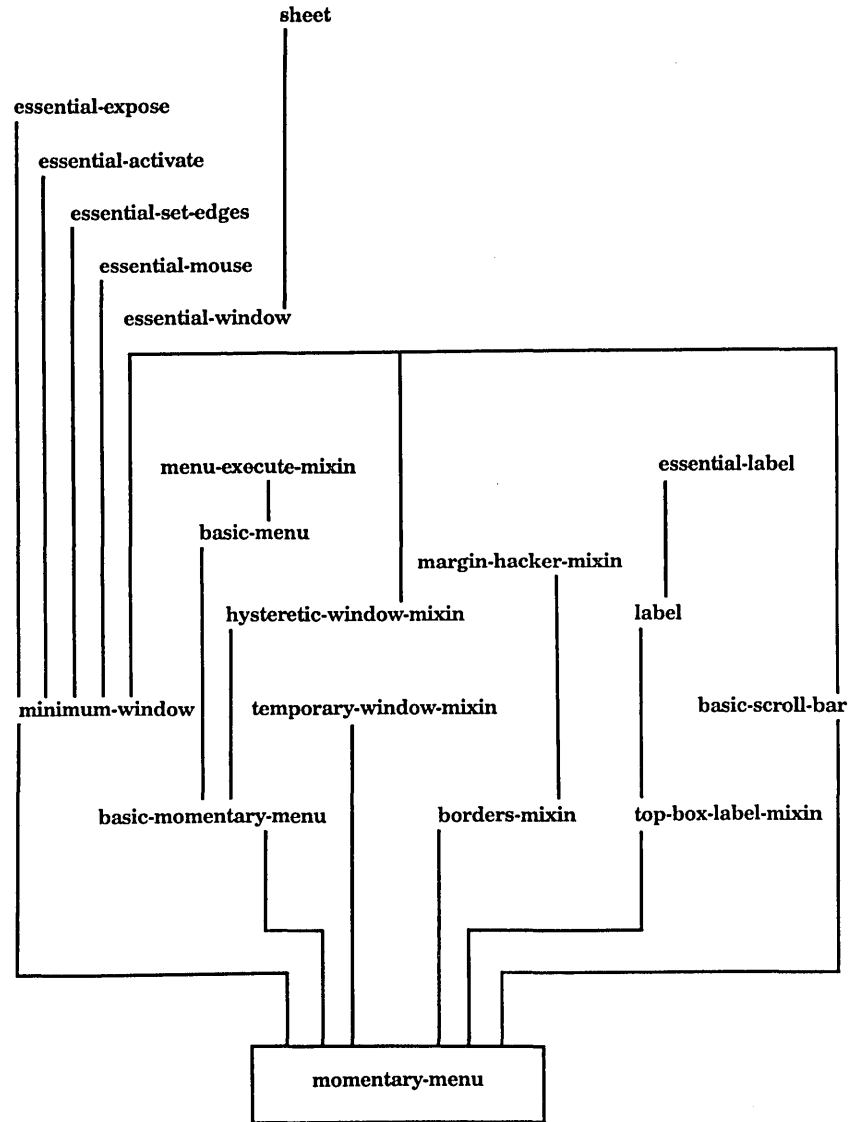 sheet
essential-expose
essential-activate
essential-set-edges
essential-mouse
essential-window
menu-execute-mixin
essential-label
basic-menu
margin-hacker-mixin
hysteretic-window-mixin
label
minimum-window
temporary-window-mixin
basic-scroll-bar
basic-momentary-menu
borders-mixin
top-box-label-mixin
momentary-menu